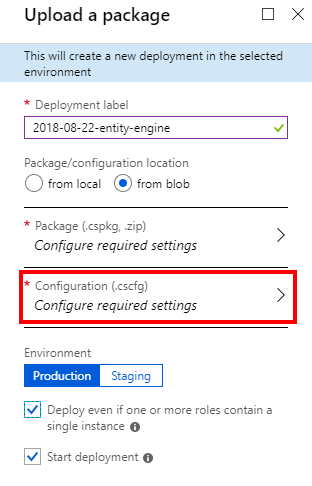 Upload a package
This will create a new deployment in the selected
environment
* Deployment label
2018-08-22-entity-engine
Package/configuration location
from local from blob
* Package (.cspkg, .zip)
Configure required settings
* Configuration (.cscfg)
Configure required settings
Environment
Production Staging
Deploy even if one or more roles contain a
single instance
Start deployment